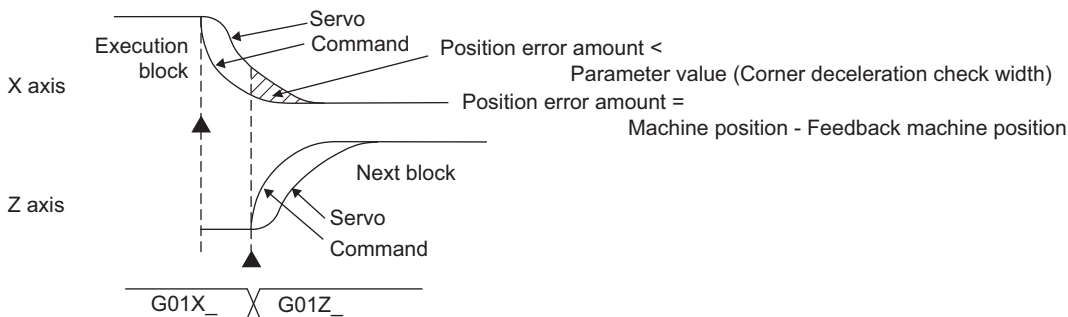 Servo
Command
Execution
block
Position error amount <
Parameter value (Corner deceleration check width)
X axis
Position error amount =
Machine position - Feedback machine position
Next block
Z axis
Servo
Command
G01X_
G01Z_